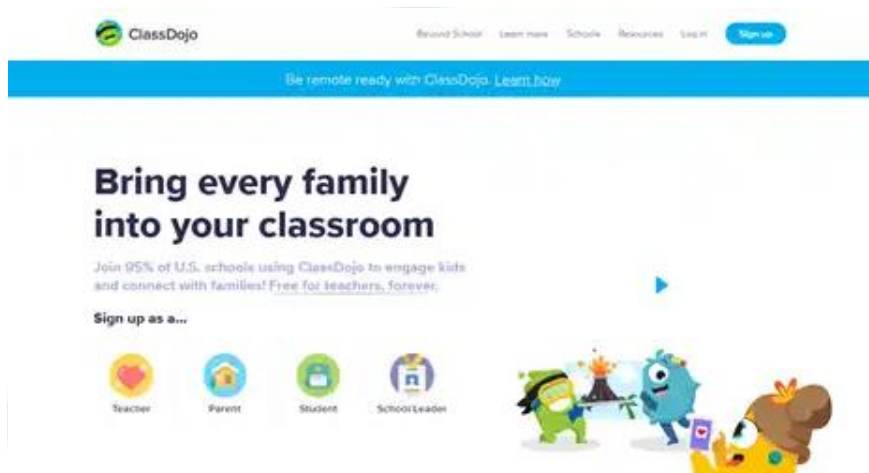 ClassDojo
Beyond School Learn more Schools Resources Log in Sign up
Be remote ready with ClassDojo. Learn how
Bring every family
into your classroom
Join 95% of U.S. schools using ClassDojo to engage kids
and connect with families! Free for teachers, forever.
Sign up as a...
Teacher Parent Student School Leader